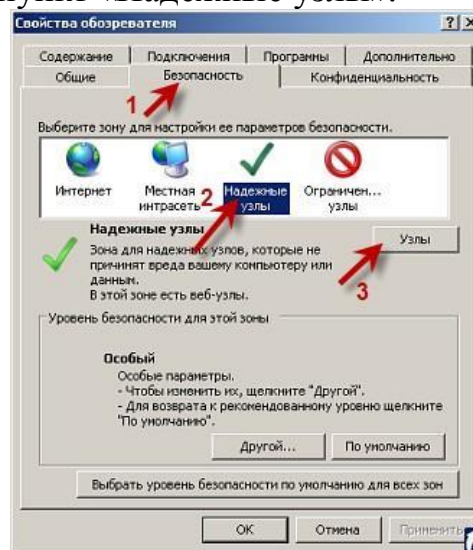 пункт «Надежные узлы».
Свойства обозревателя
Содержание Подключения Программы Дополнительно
Общие Безопасность Конфиденциальность
1
Выберите зону для настройки ее параметров безопасности.
Интернет Местная интрасеть Надежные узлы Ограничен... узлы
2
Надежные узлы
Узлы
Зона для надежных узлов, которые не
причинят вреда вашему компьютеру или
данным.
В этой зоне есть веб-узлы.
3
Уровень безопасности для этой зоны
Особый
Особые параметры.
- Чтобы изменить их, щелкните "Другой".
- Для возврата к рекомендованному уровню щелкните
"По умолчанию".
Другой... По умолчанию
Выбрать уровень безопасности по умолчанию для всех зон
OK Отмена Применить